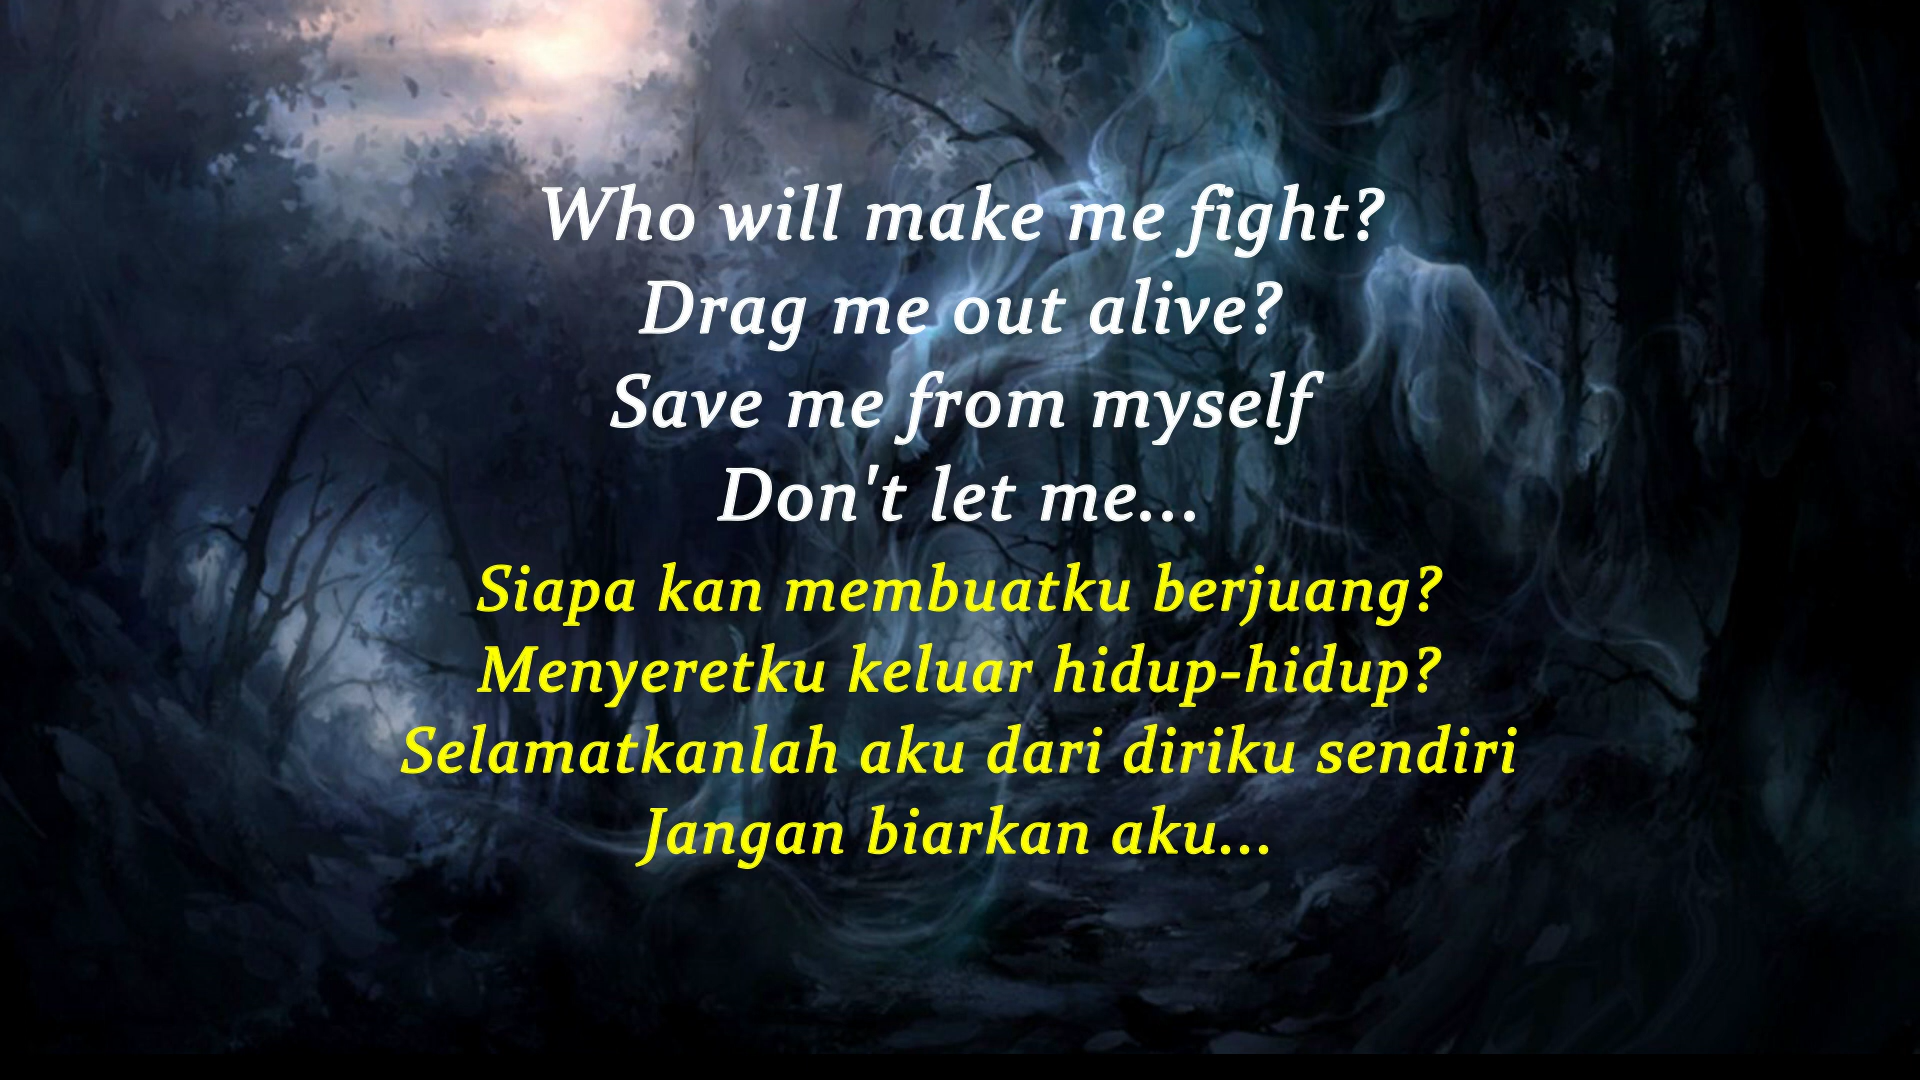 Who will make me fight?
Drag me out alive?
Save me from myself
Don't let me...
Siapa kan membuatku berjuang?
Menyeretku keluar hidup-hidup?
Selamatkanlah aku dari diriku sendiri
Jangan biarkan aku...